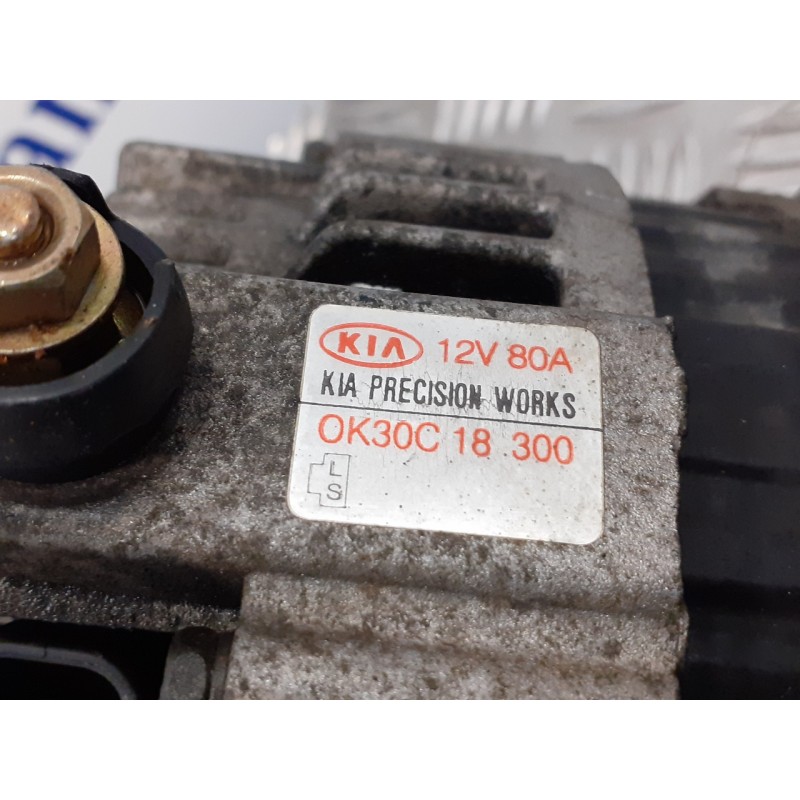 KIA 12V 80A
KIA PRECISION WORKS
OK30C 18 300
L
S